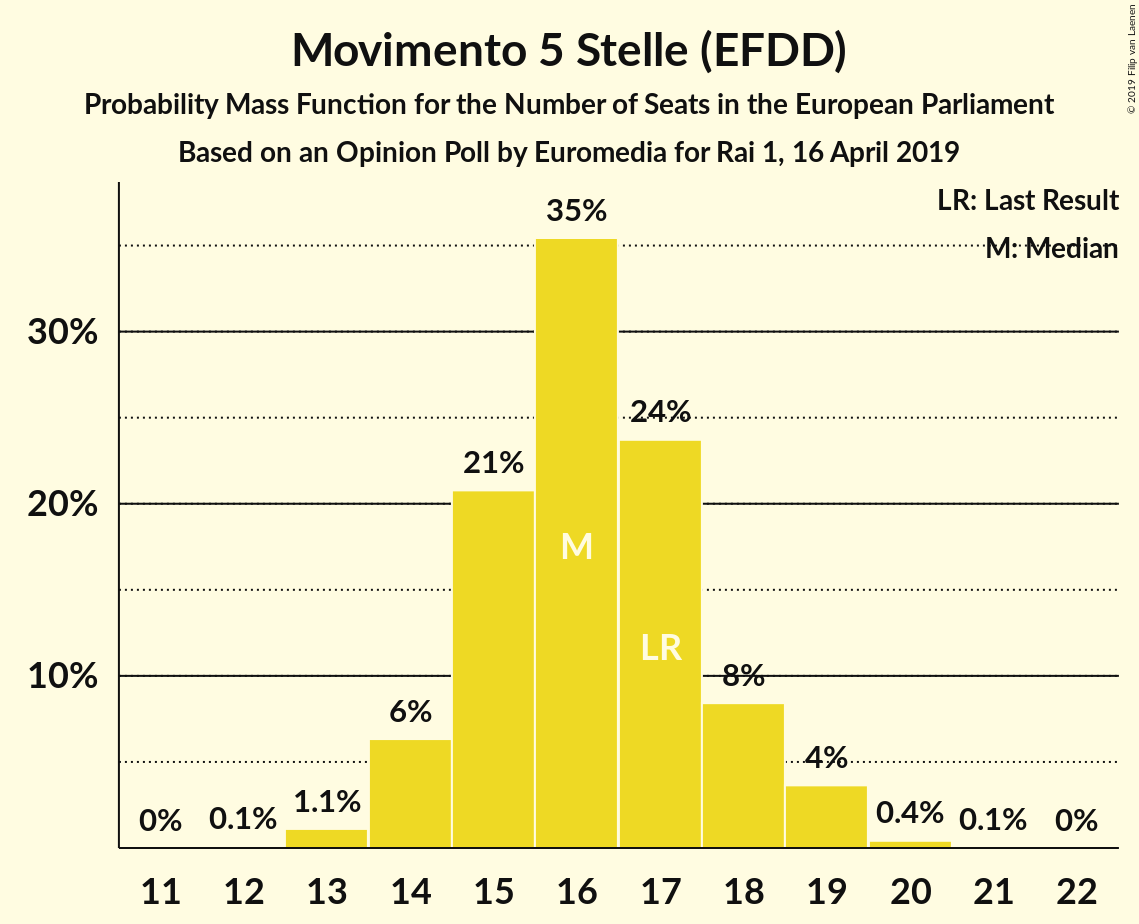 Movimento 5 Stelle (EFDD)
Probability Mass Function for the Number of Seats in the European Parliament
Based on an Opinion Poll by Euromedia for Rai 1, 16 April 2019
© 2019 Filip van Laenen
LR: Last Result
M: Median
35%
30%
24%
21%
20%
M
LR
10%
8%
6%
4%
0%
0.1%
1.1%
0.4%
0.1%
0%
11 12 13 14 15 16 17 18 19 20 21 22